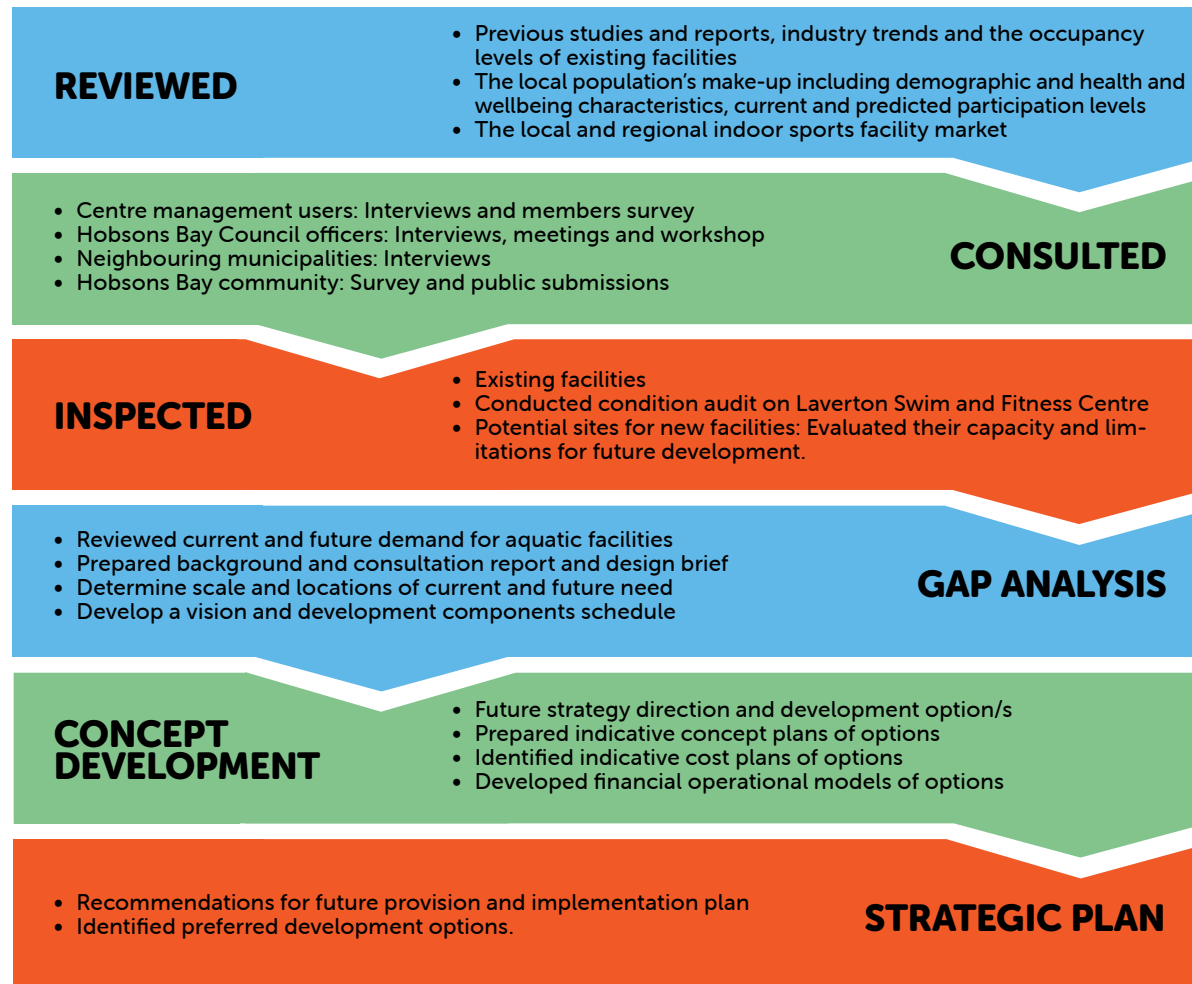 REVIEWED
• Previous studies and reports, industry trends and the occupancy
levels of existing facilities
• The local population's make-up including demographic and health and
wellbeing characteristics, current and predicted participation levels
• The local and regional indoor sports facility market
• Centre management users: Interviews and members survey
• Hobsons Bay Council officers: Interviews, meetings and workshop
• Neighbouring municipalities: Interviews
• Hobsons Bay community: Survey and public submissions
CONSULTED
INSPECTED
• Existing facilities
• Conducted condition audit on Laverton Swim and Fitness Centre
• Potential sites for new facilities: Evaluated their capacity and lim-
itations for future development.
• Reviewed current and future demand for aquatic facilities
• Prepared background and consultation report and design brief
• Determine scale and locations of current and future need
• Develop a vision and development components schedule
GAP ANALYSIS
CONCEPT
DEVELOPMENT
• Future strategy direction and development option/s
• Prepared indicative concept plans of options
• Identified indicative cost plans of options
• Developed financial operational models of options
• Recommendations for future provision and implementation plan
• Identified preferred development options.
STRATEGIC PLAN